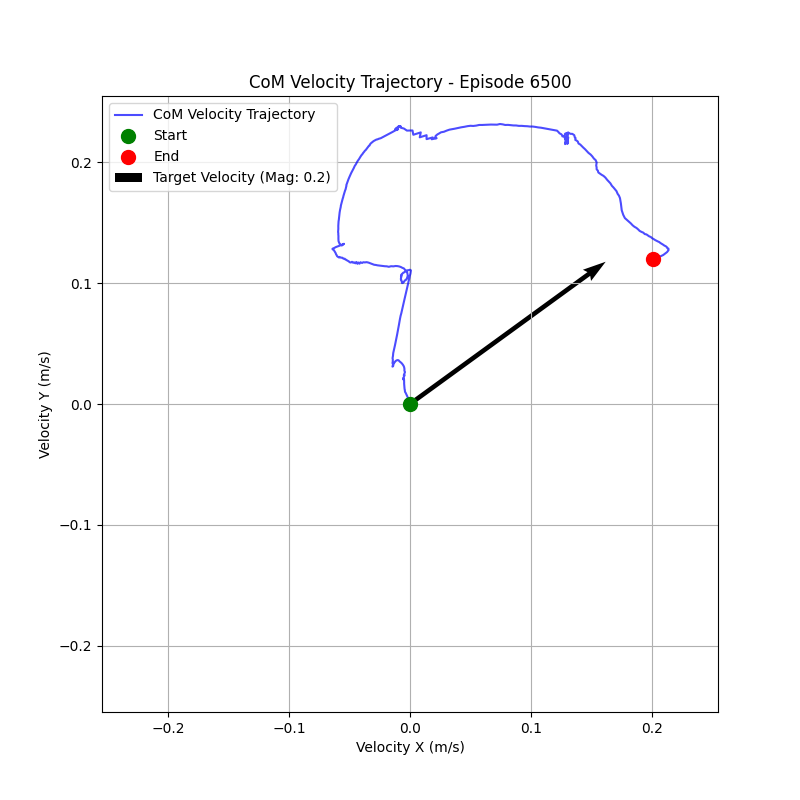 CoM Velocity Trajectory - Episode 6500
CoM Velocity Trajectory
Start
End
Target Velocity (Mag: 0.2)
0.2
0.1
0.0
−0.1
−0.2
Velocity Y (m/s)
−0.2
−0.1
0.0
0.1
0.2
Velocity X (m/s)